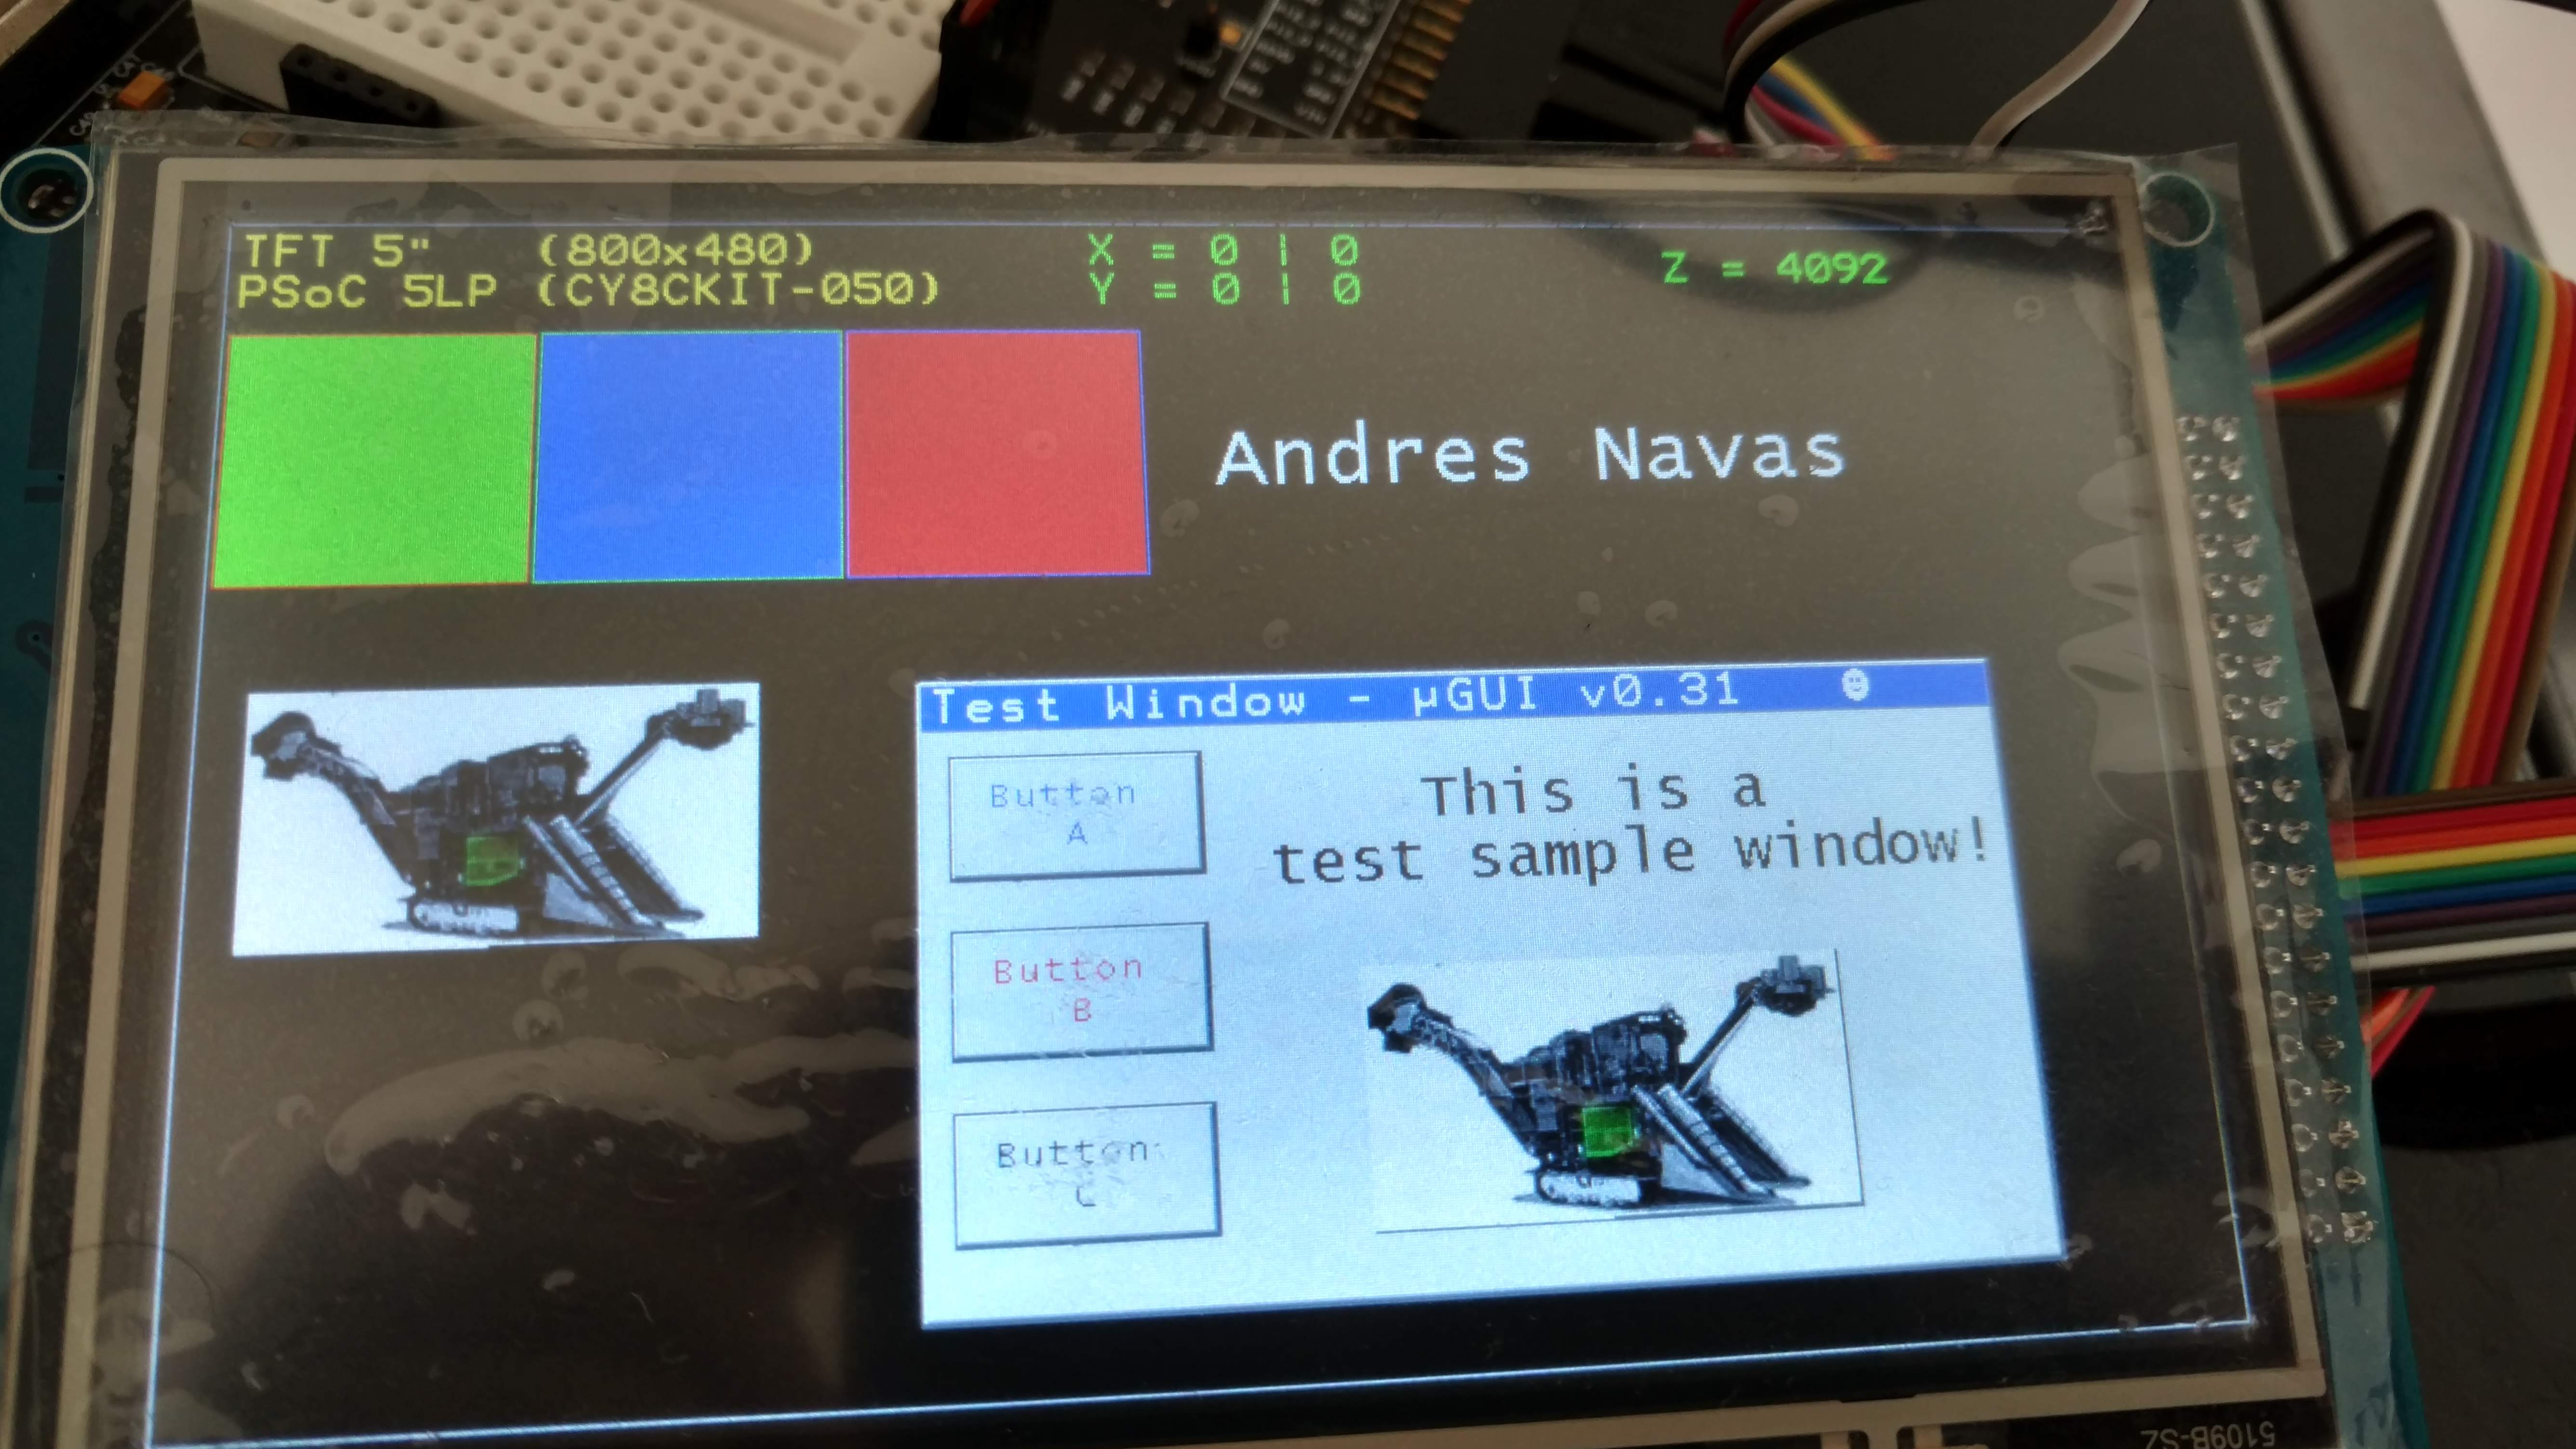 TFT 5" (800x480)
PSoC 5LP (CY8CKIT-050)
X = 0 | 0
Y = 0 | 0
Z = 4092
Andres Navas
Test Window - µGUI v0.31 ☻
Button
A
This is a
test sample window!
Button
B
Button
C
5109B-S2